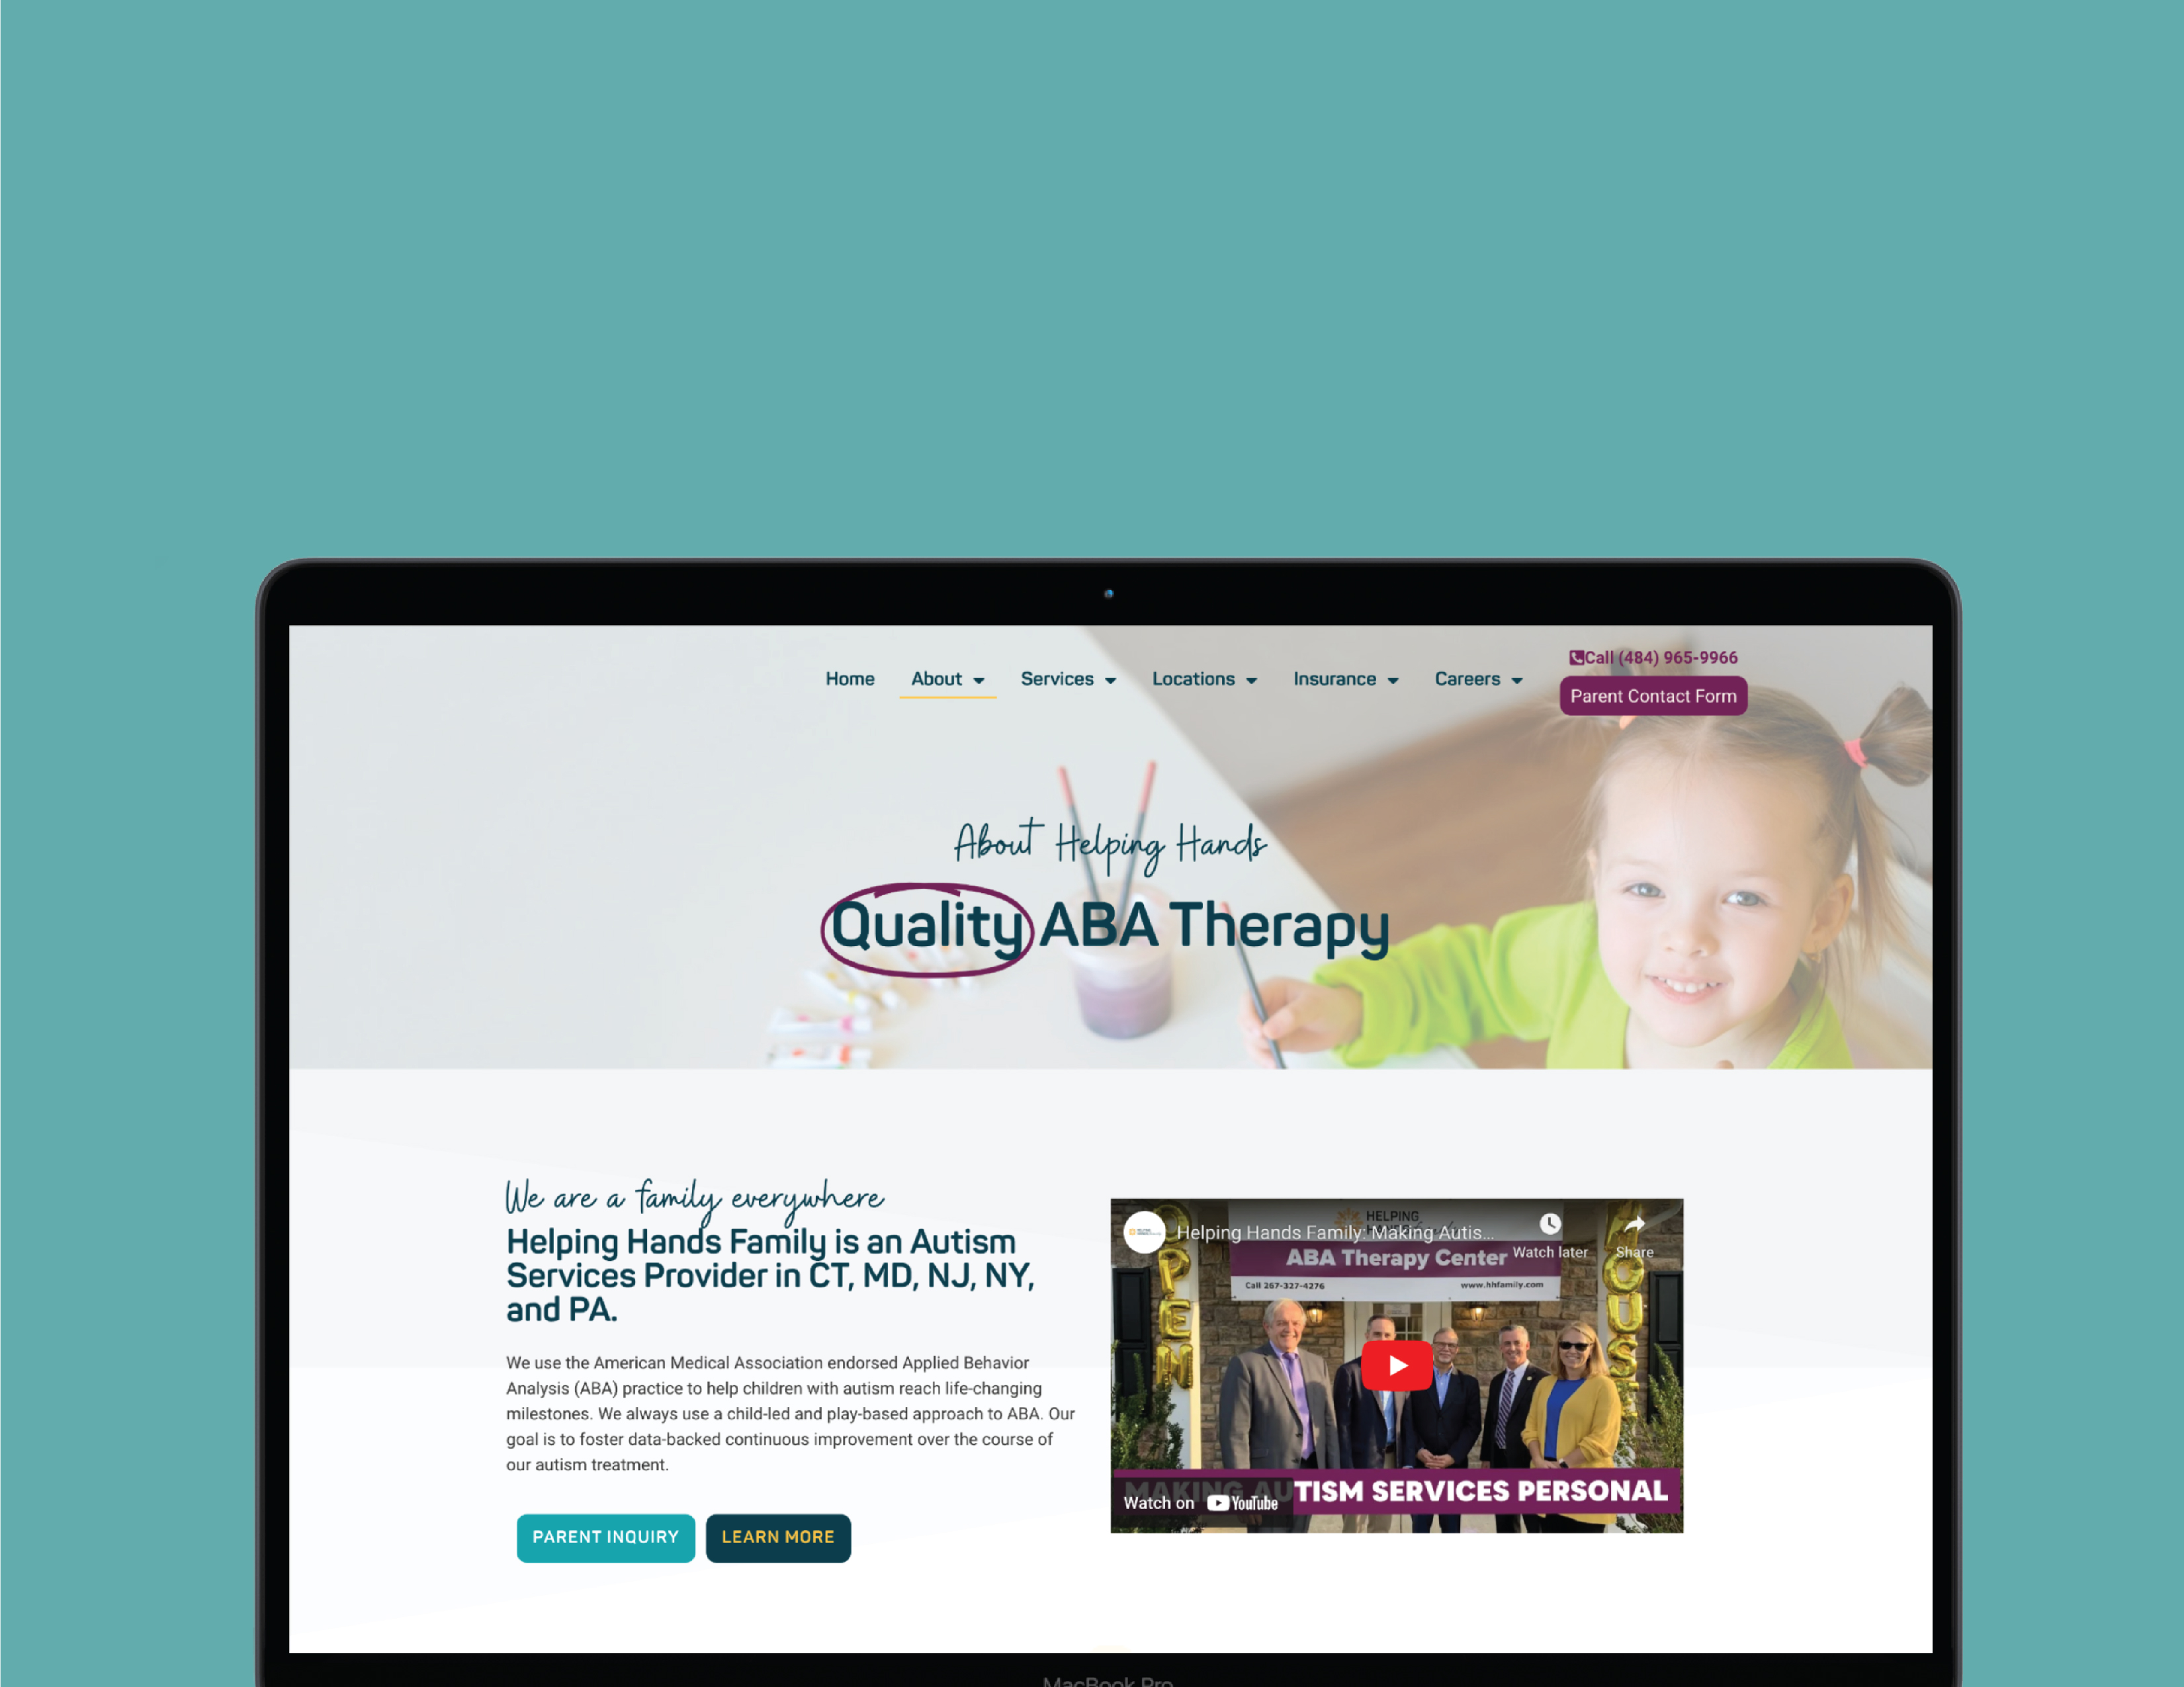 Call (484) 965-9966
Home About Services Locations Insurance Careers
Parent Contact Form
About Helping Hands
Quality ABA Therapy
We are a family everywhere
Helping Hands Family is an Autism
Services Provider in CT, MD, NJ, NY,
and PA.
We use the American Medical Association endorsed Applied Behavior
Analysis (ABA) practice to help children with autism reach life-changing
milestones. We always use a child-led and play-based approach to ABA. Our
goal is to foster data-backed continuous improvement over the course of
our autism treatment.
PARENT INQUIRY LEARN MORE
HELPING
Helping Hands Family: Making Autis...
Watch later Share
ABA Therapy Center
Call 267-327-4276 www.hhfamily.com
OPEN
HOUSE
MAKING AUTISM SERVICES PERSONAL
Watch on YouTube
MacBook Pro